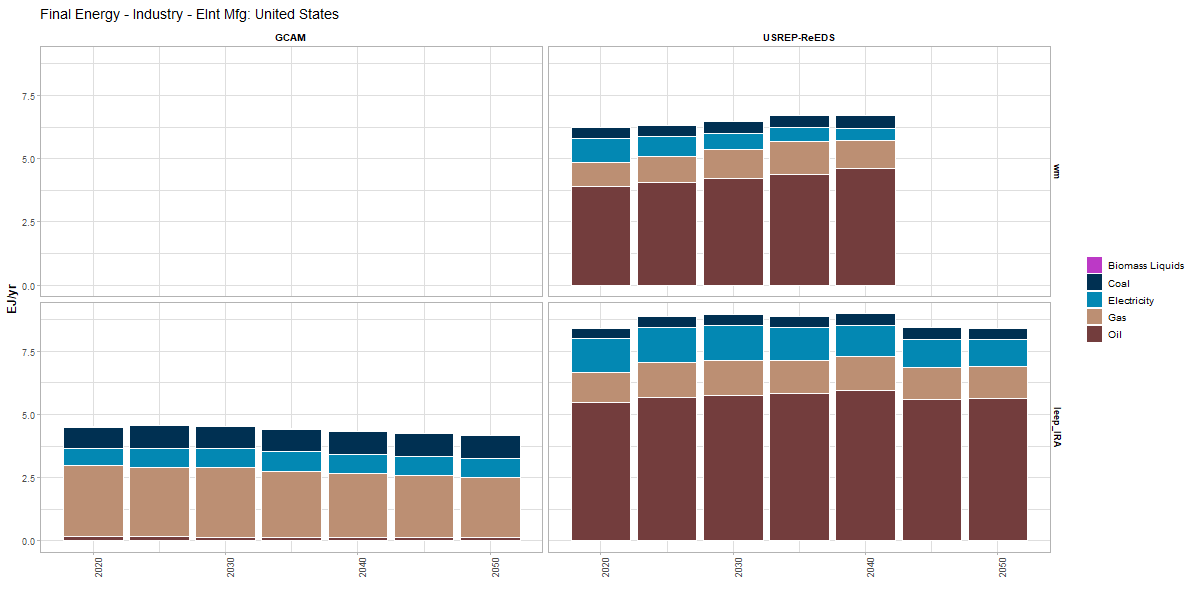 Final Energy - Industry - EInt Mfg: United States
GCAM
USREP-ReEDS
EJ/yr
7.5
5.0
2.5
0.0
wm
7.5
5.0
2.5
0.0
leep_IRA
2020
2030
2040
2050
2020
2030
2040
2050
Biomass Liquids
Coal
Electricity
Gas
Oil